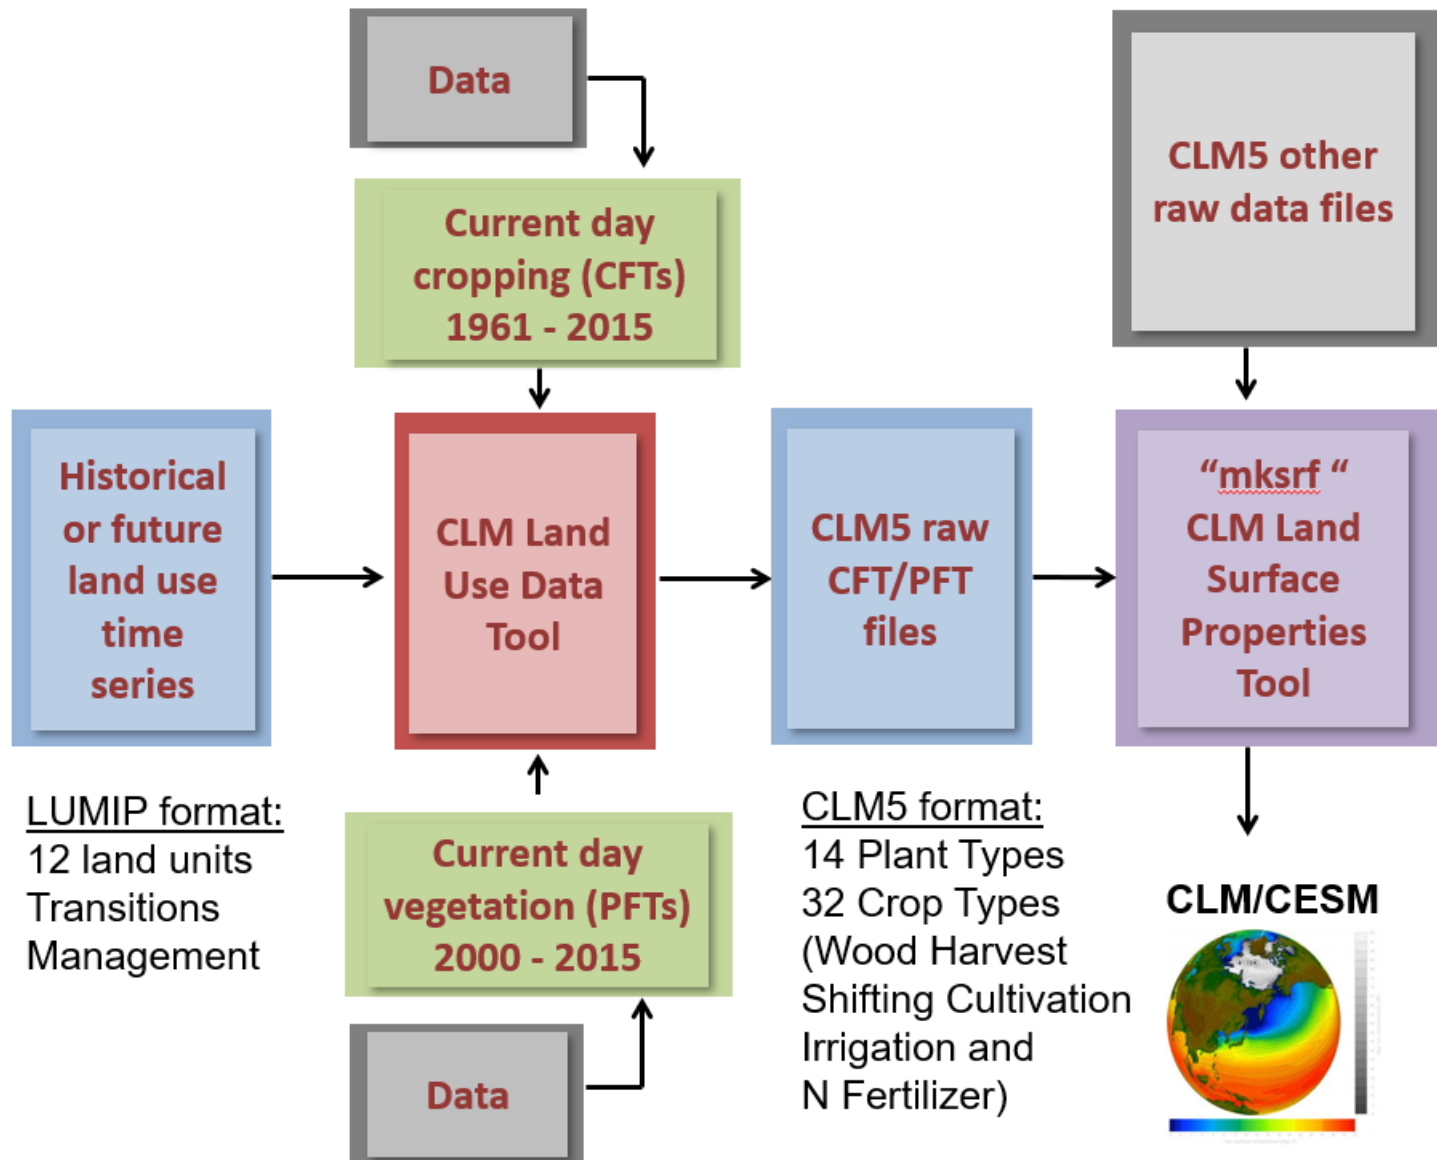 Data
Current day
cropping (CFTs)
1961 - 2015
CLM5 other
raw data files
Historical
or future
land use
time
series
CLM Land
Use Data
Tool
CLM5 raw
CFT/PFT
files
“mksrf “
CLM Land
Surface
Properties
Tool
LUMIP format:
12 land units
Transitions
Management
Current day
vegetation (PFTs)
2000 - 2015
Data
CLM5 format:
14 Plant Types
32 Crop Types
(Wood Harvest
Shifting Cultivation
Irrigation and
N Fertilizer)
CLM/CESM